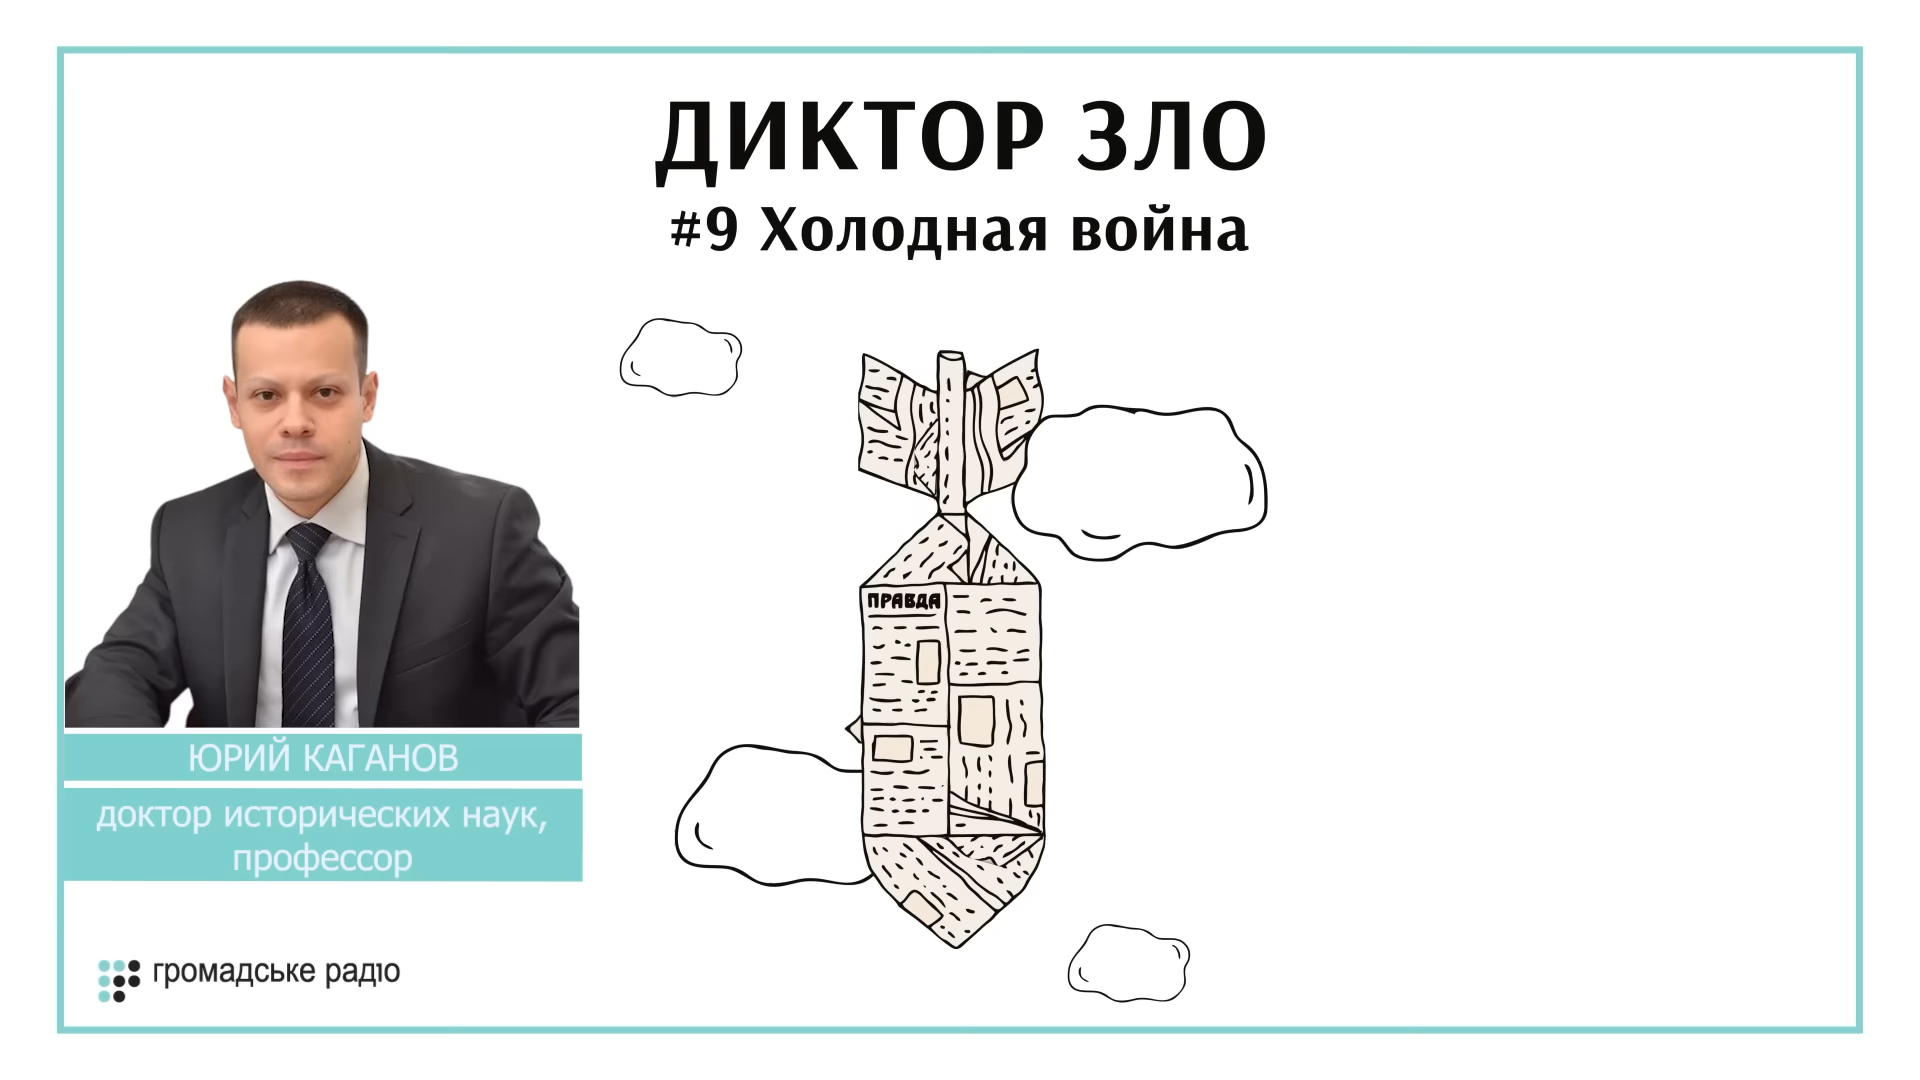 ДИКТОР ЗЛО
#9 Холодная война
ПРАВДА
ЮРИЙ КАГАНОВ
доктор исторических наук,
профессор
громадське радіо